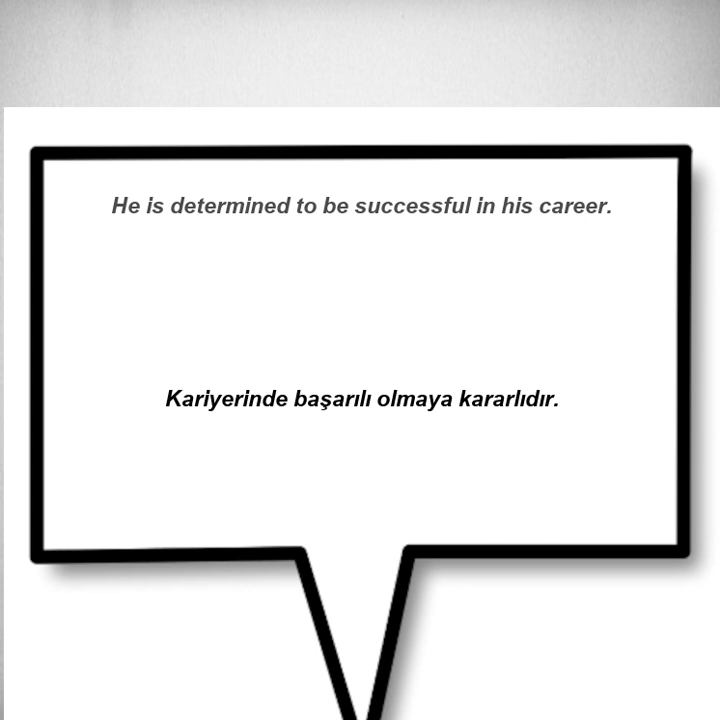 He is determined to be successful in his career.
Kariyerinde başarılı olmaya kararlıdır.